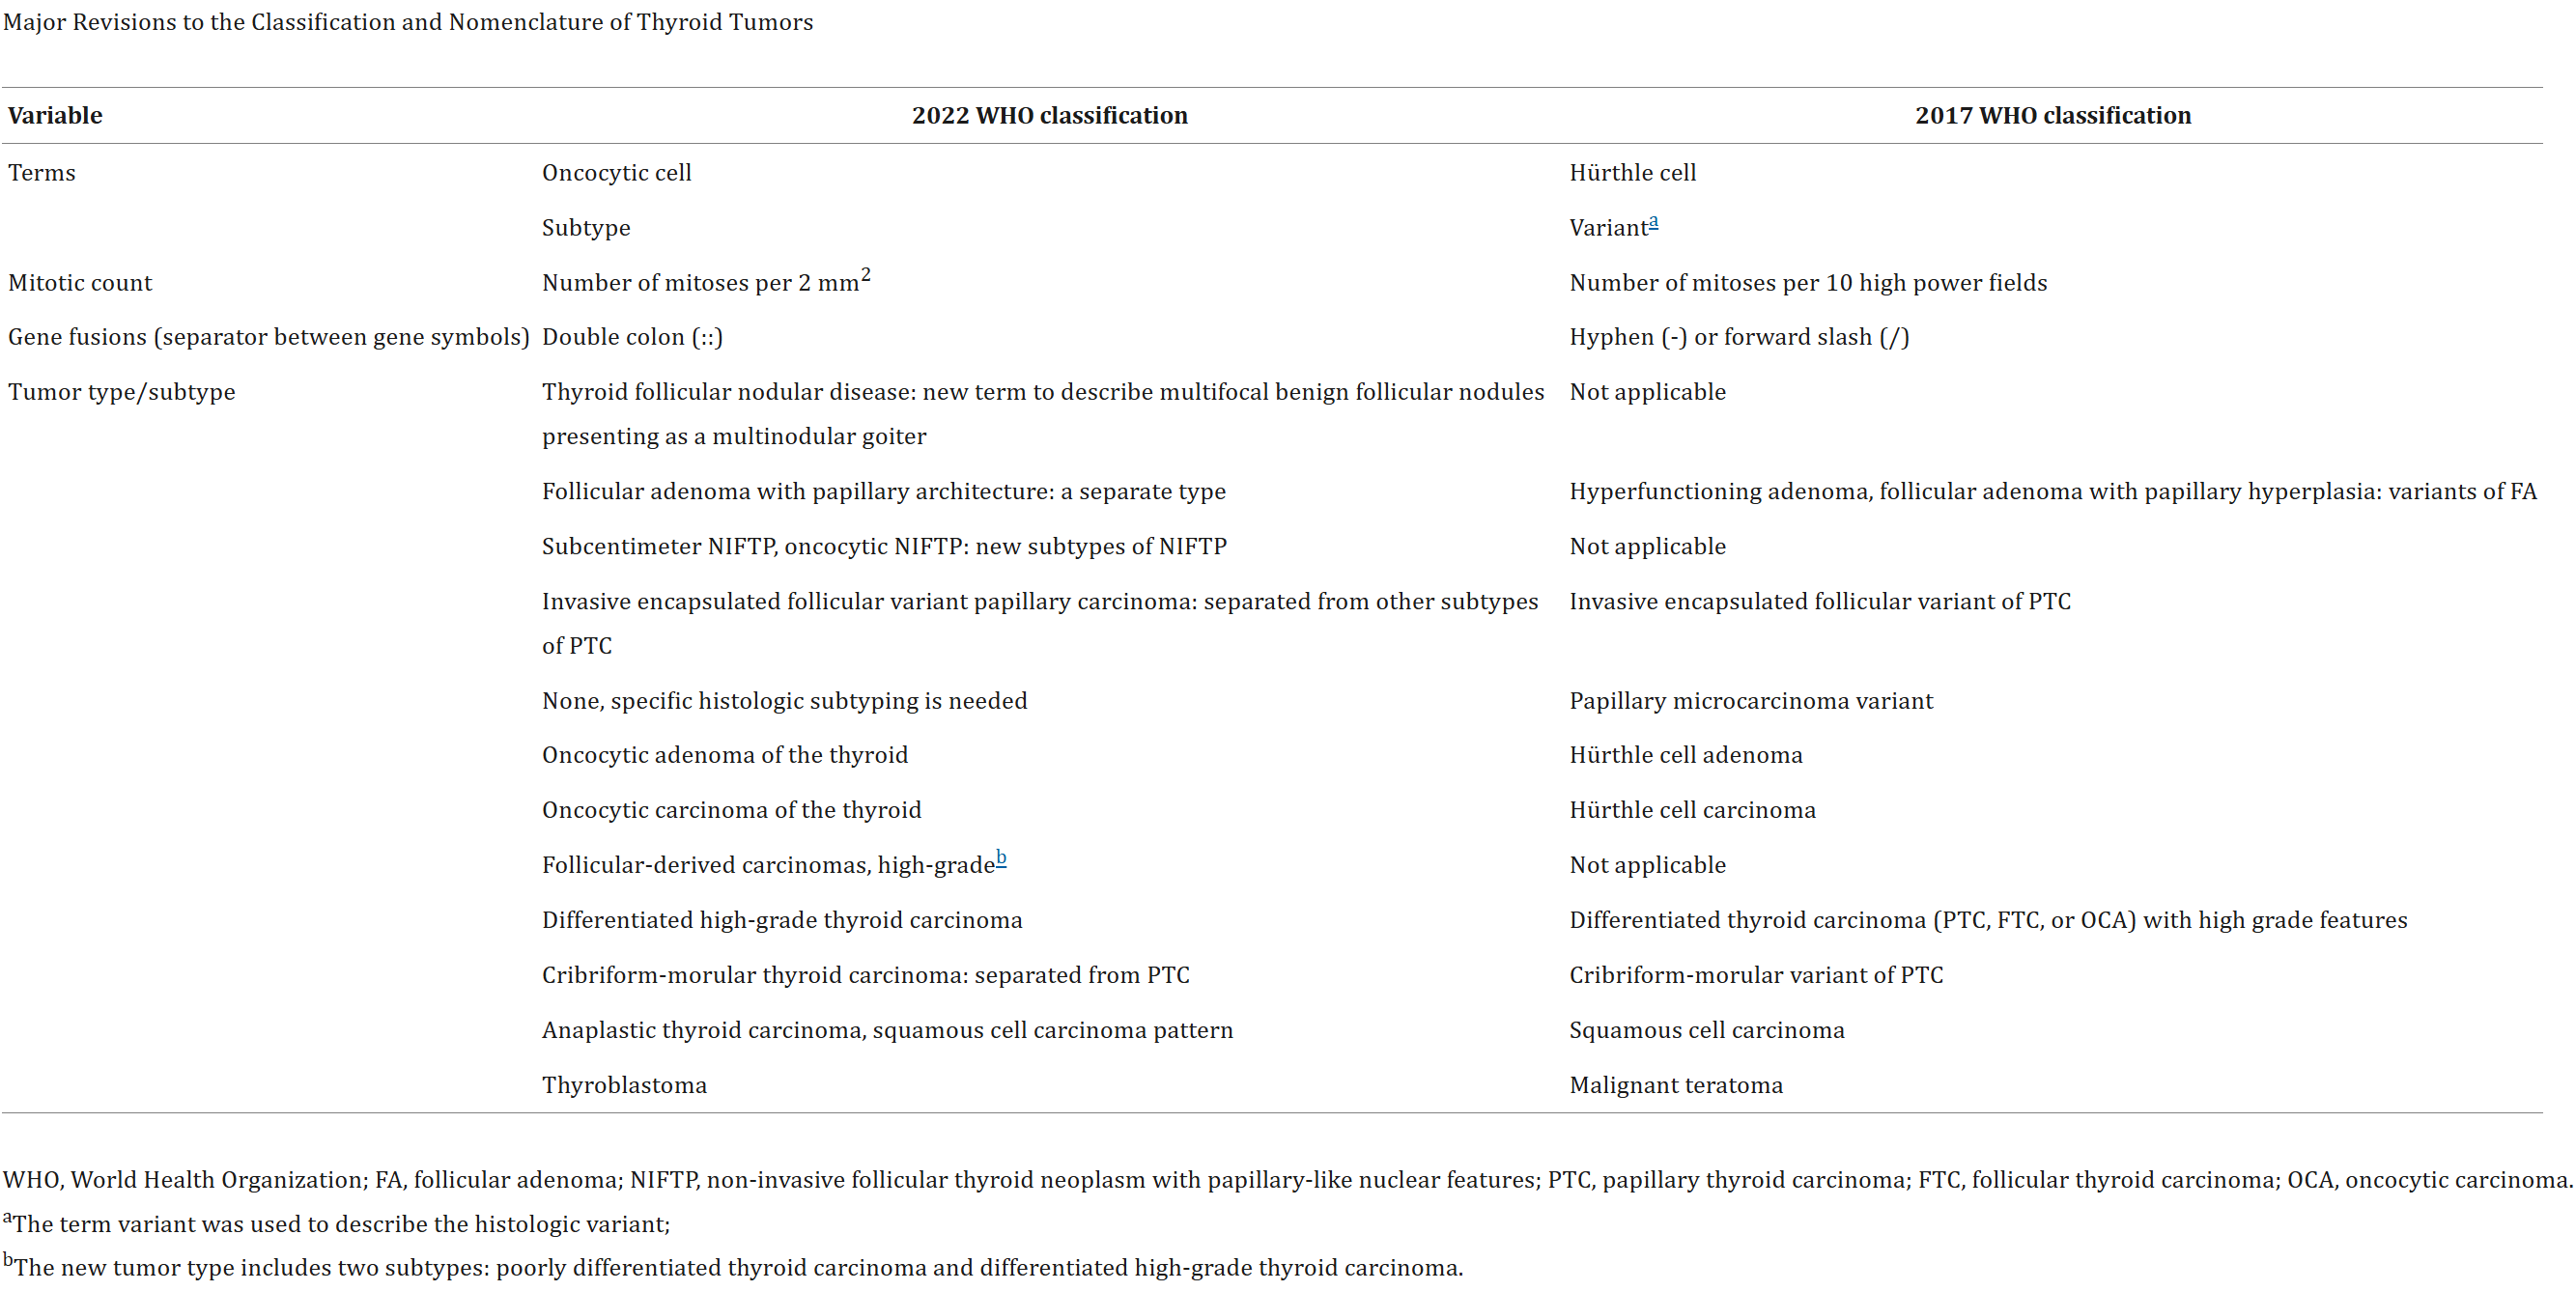 Major Revisions to the Classification and Nomenclature of Thyroid Tumors
Variable 2022 WHO classification 2017 WHO classification
Terms Oncocytic cell Hürthle cell
Subtype Variantᵃ
Mitotic count Number of mitoses per 2 mm² Number of mitoses per 10 high power fields
Gene fusions (separator between gene symbols) Double colon (::) Hyphen (-) or forward slash (/)
Tumor type/subtype Thyroid follicular nodular disease: new term to describe multifocal benign follicular nodules Not applicable
presenting as a multinodular goiter
Follicular adenoma with papillary architecture: a separate type Hyperfunctioning adenoma, follicular adenoma with papillary hyperplasia: variants of FA
Subcentimeter NIFTP, oncocytic NIFTP: new subtypes of NIFTP Not applicable
Invasive encapsulated follicular variant papillary carcinoma: separated from other subtypes Invasive encapsulated follicular variant of PTC
of PTC
None, specific histologic subtyping is needed Papillary microcarcinoma variant
Oncocytic adenoma of the thyroid Hürthle cell adenoma
Oncocytic carcinoma of the thyroid Hürthle cell carcinoma
Follicular-derived carcinomas, high-gradeᵇ Not applicable
Differentiated high-grade thyroid carcinoma Differentiated thyroid carcinoma (PTC, FTC, or OCA) with high grade features
Cribriform-morular thyroid carcinoma: separated from PTC Cribriform-morular variant of PTC
Anaplastic thyroid carcinoma, squamous cell carcinoma pattern Squamous cell carcinoma
Thyroblastoma Malignant teratoma
WHO, World Health Organization; FA, follicular adenoma; NIFTP, non-invasive follicular thyroid neoplasm with papillary-like nuclear features; PTC, papillary thyroid carcinoma; FTC, follicular thyroid carcinoma; OCA, oncocytic carcinoma.
ᵃThe term variant was used to describe the histologic variant;
ᵇThe new tumor type includes two subtypes: poorly differentiated thyroid carcinoma and differentiated high-grade thyroid carcinoma.